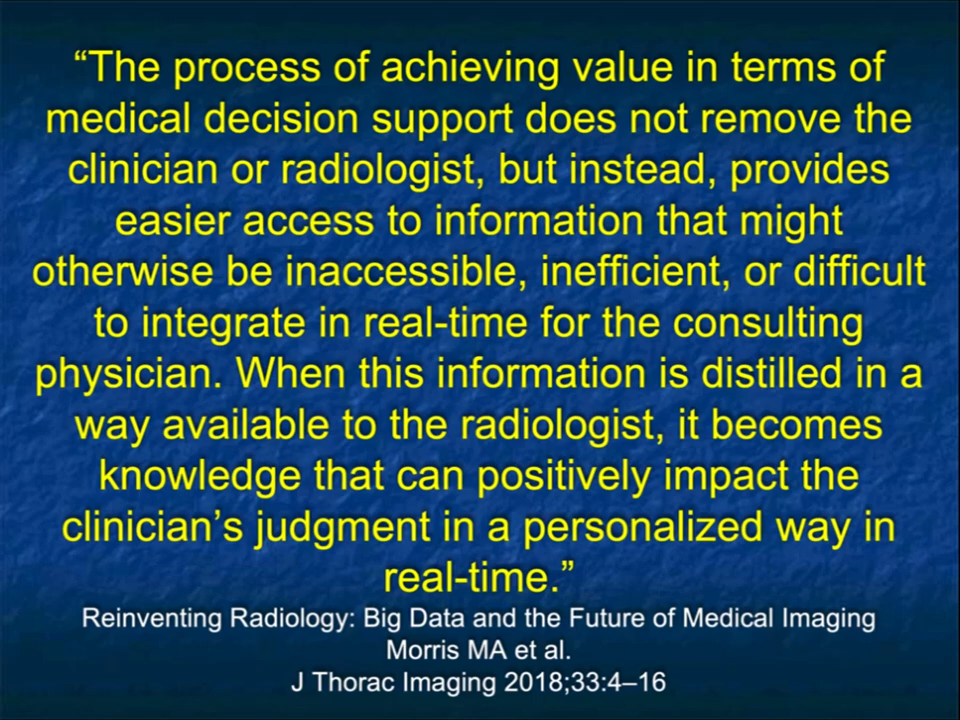 “The process of achieving value in terms of
medical decision support does not remove the
clinician or radiologist, but instead, provides
easier access to information that might
otherwise be inaccessible, inefficient, or difficult
to integrate in real-time for the consulting
physician. When this information is distilled in a
way available to the radiologist, it becomes
knowledge that can positively impact the
clinician’s judgment in a personalized way in
real-time.”
Reinventing Radiology: Big Data and the Future of Medical Imaging
Morris MA et al.
J Thorac Imaging 2018;33:4–16